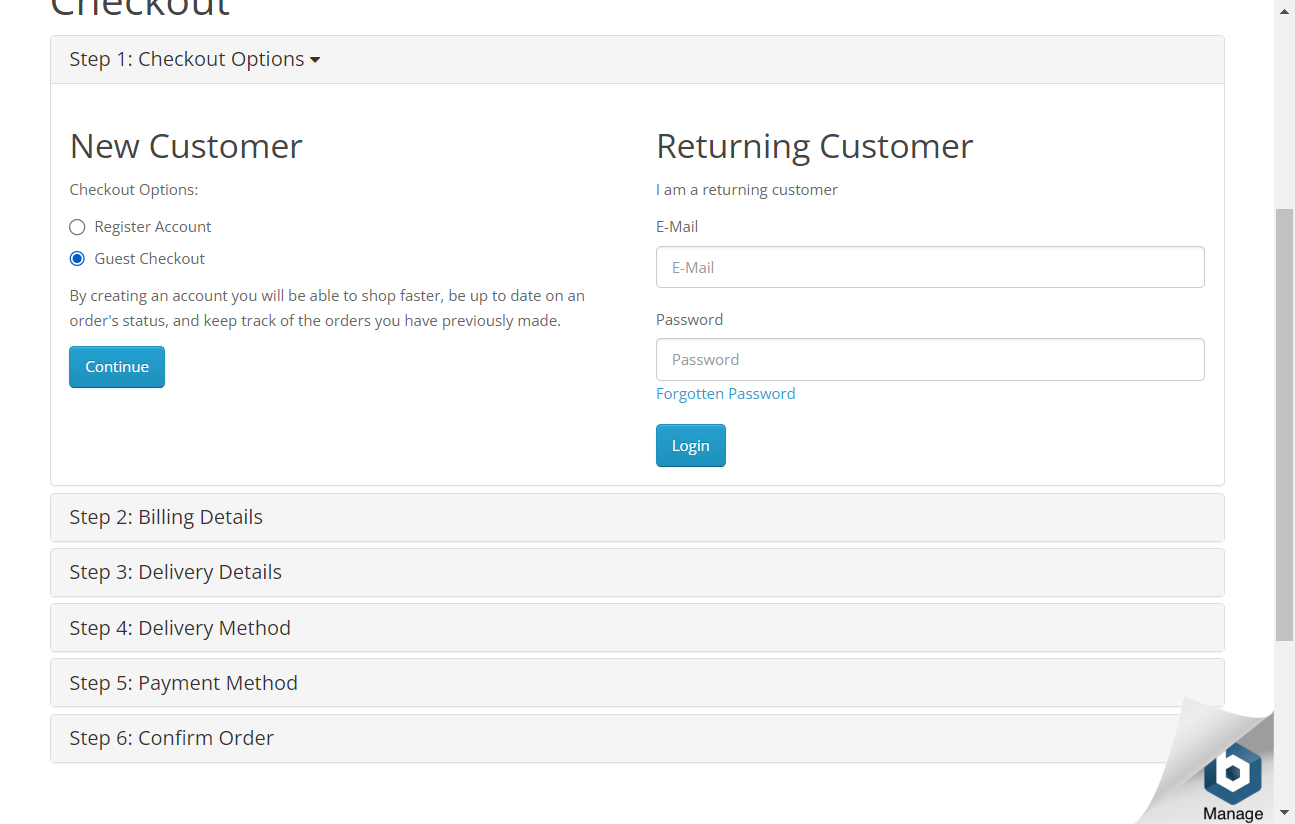 Checkout
Step 1: Checkout Options
New Customer
Checkout Options:
Register Account
Guest Checkout
By creating an account you will be able to shop faster, be up to date on an
order's status, and keep track of the orders you have previously made.
Continue
Returning Customer
I am a returning customer
E-Mail
E-Mail
Password
Password
Forgotten Password
Login
Step 2: Billing Details
Step 3: Delivery Details
Step 4: Delivery Method
Step 5: Payment Method
Step 6: Confirm Order
Manage